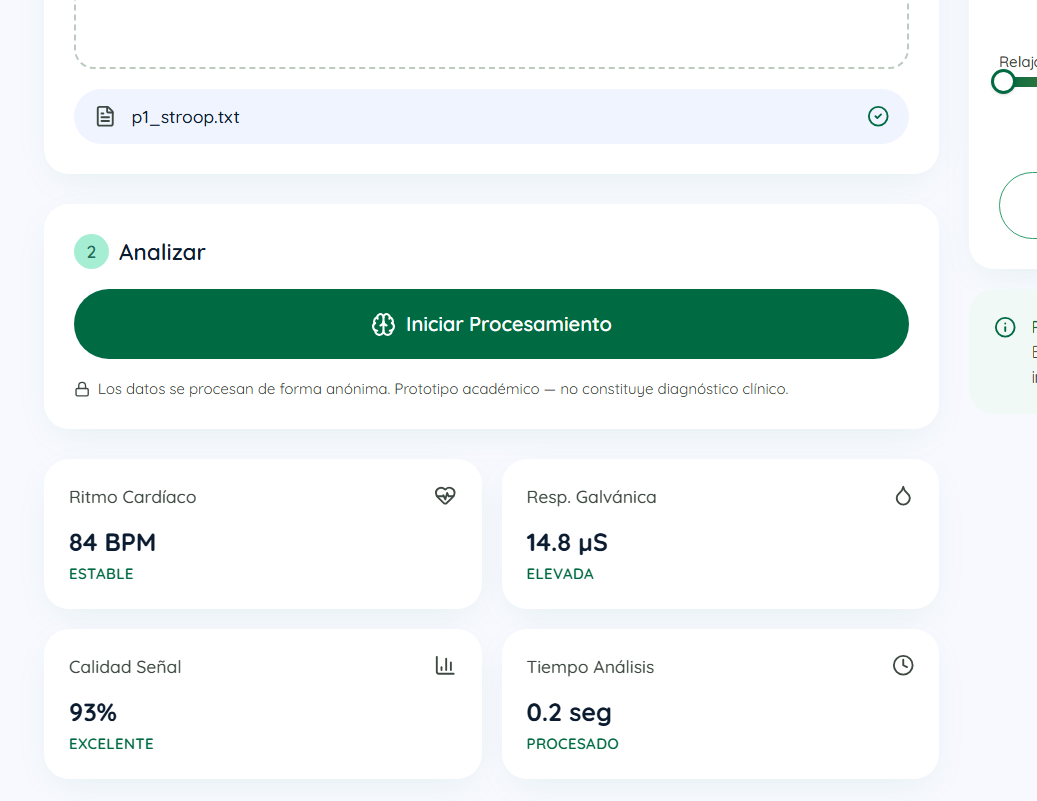 p1_stroop.txt
2 Analizar
Iniciar Procesamiento
Los datos se procesan de forma anónima. Prototipo académico — no constituye diagnóstico clínico.
Ritmo Cardíaco
84 BPM
ESTABLE
Resp. Galvánica
14.8 µS
ELEVADA
Calidad Señal
93%
EXCELENTE
Tiempo Análisis
0.2 seg
PROCESADO
Relaj